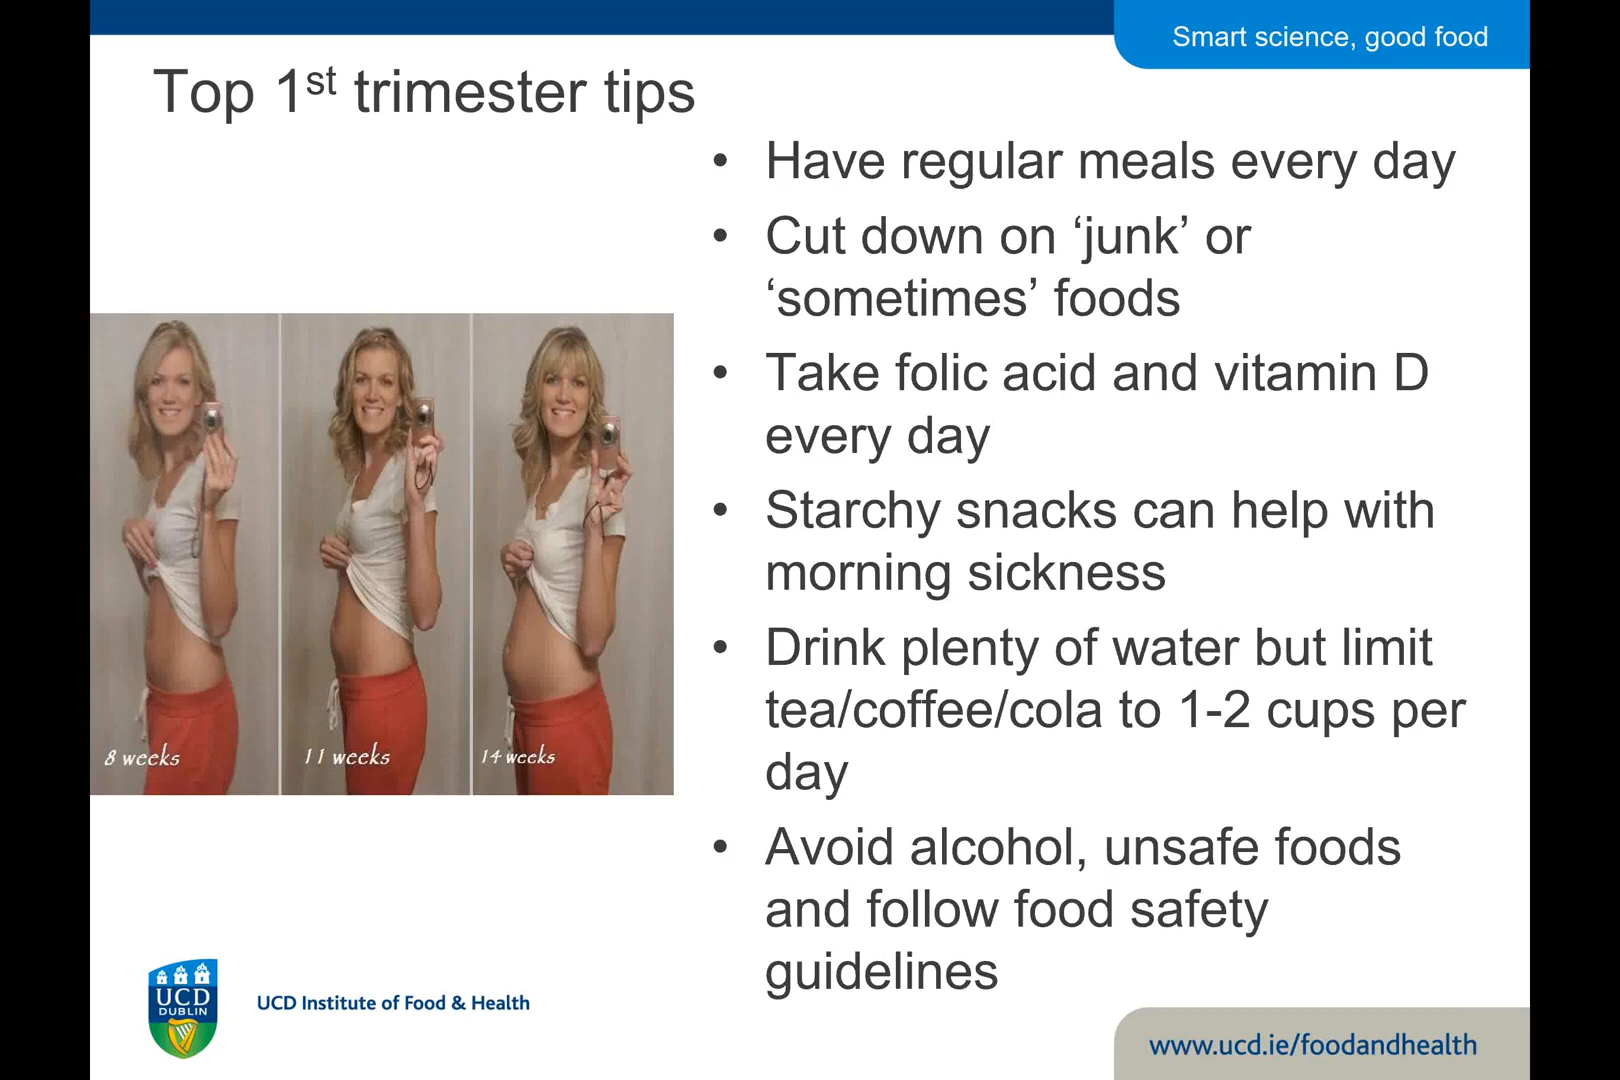 Smart science, good food
Top 1st trimester tips
• Have regular meals every day
• Cut down on ‘junk’ or
‘sometimes’ foods
• Take folic acid and vitamin D
every day
• Starchy snacks can help with
morning sickness
• Drink plenty of water but limit
tea/coffee/cola to 1-2 cups per
day
• Avoid alcohol, unsafe foods
and follow food safety
guidelines
8 weeks
11 weeks
14 weeks
UCD
DUBLIN
UCD Institute of Food & Health
www.ucd.ie/foodandhealth